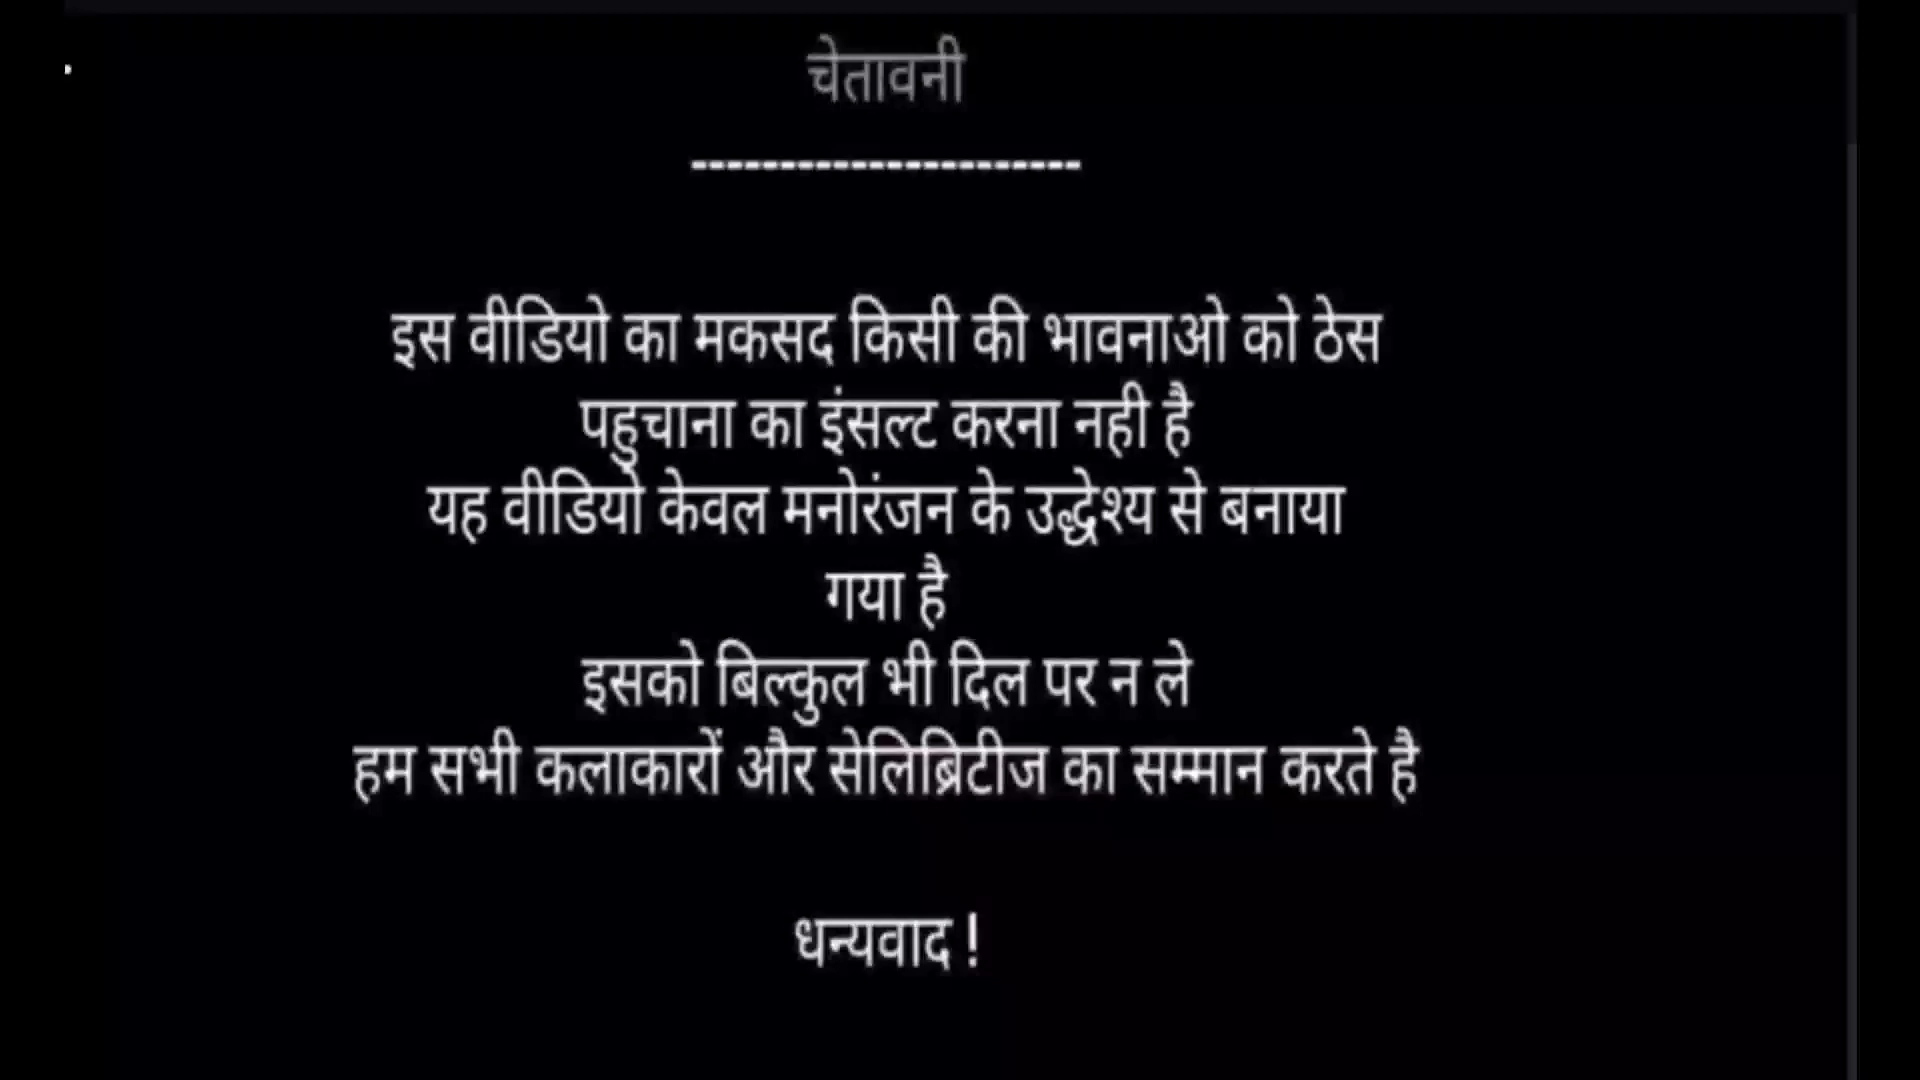 चेतावनी
----------------------
इस वीडियो का मकसद किसी की भावनाओ को ठेस
पहुचाना का इंसल्ट करना नही है
यह वीडियो केवल मनोरंजन के उद्धेश्य से बनाया
गया है
इसको बिल्कुल भी दिल पर न ले
हम सभी कलाकारों और सेलिब्रिटीज का सम्मान करते है
धन्यवाद !